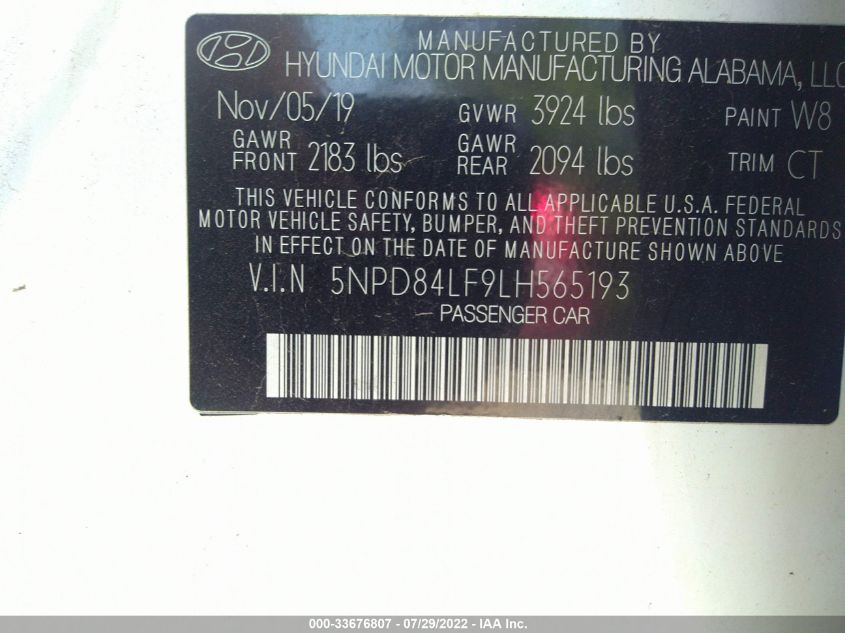 MANUFACTURED BY
HYUNDAI MOTOR MANUFACTURING ALABAMA, LLC
Nov/05/19 GVWR 3924 lbs PAINT W8
GAWR FRONT 2183 lbs GAWR REAR 2094 lbs TRIM CT
THIS VEHICLE CONFORMS TO ALL APPLICABLE U.S.A. FEDERAL
MOTOR VEHICLE SAFETY, BUMPER, AND THEFT PREVENTION STANDARDS
IN EFFECT ON THE DATE OF MANUFACTURE SHOWN ABOVE
V.I.N 5NPD84LF9LH565193
PASSENGER CAR
000-33676807 - 07/29/2022 - IAA Inc.